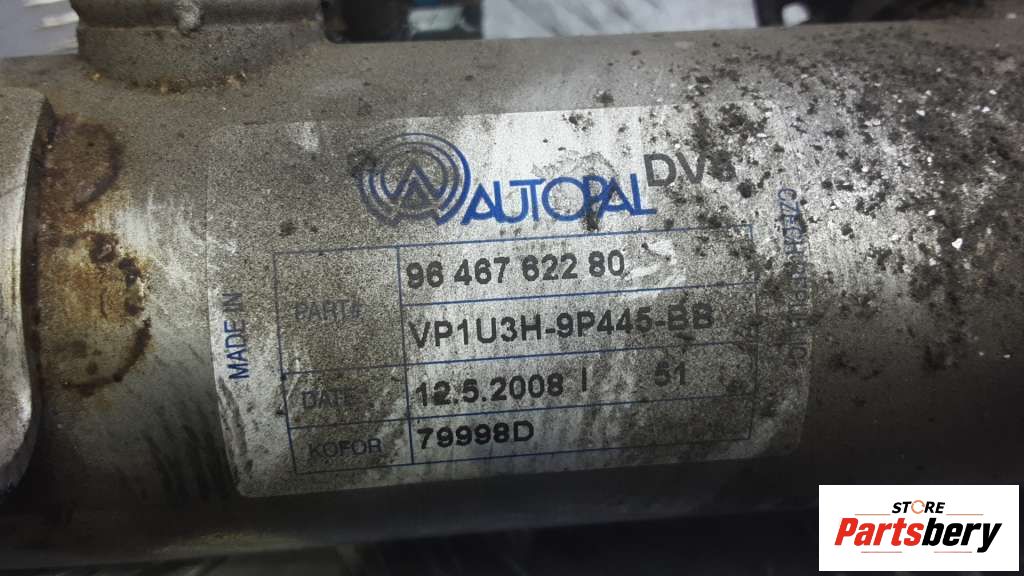 AUTOPAL DV
MADE IN
PART#
96 467 622 80
VP1U3H-9P445-BB
DATE
12.5.2008 I 51
KOFOR
79998D
STORE
Partsbery